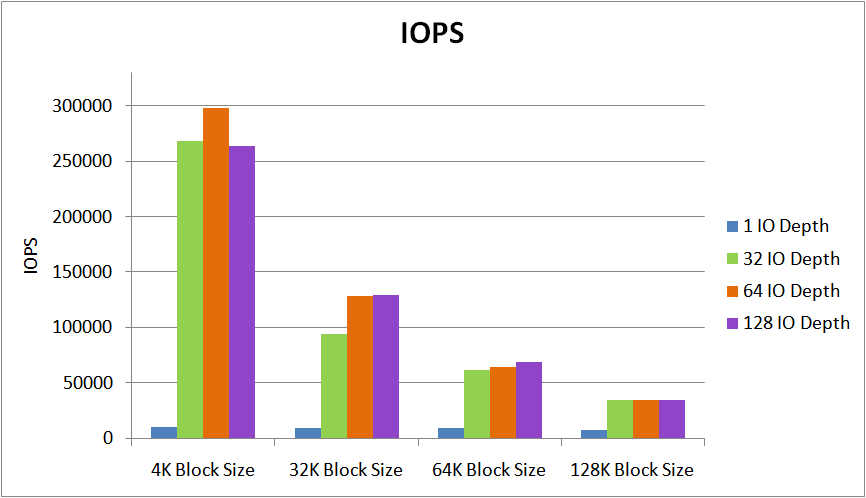 IOPS
300000
250000
200000
150000
100000
50000
0
IOPS
4K Block Size
32K Block Size
64K Block Size
128K Block Size
1 IO Depth
32 IO Depth
64 IO Depth
128 IO Depth